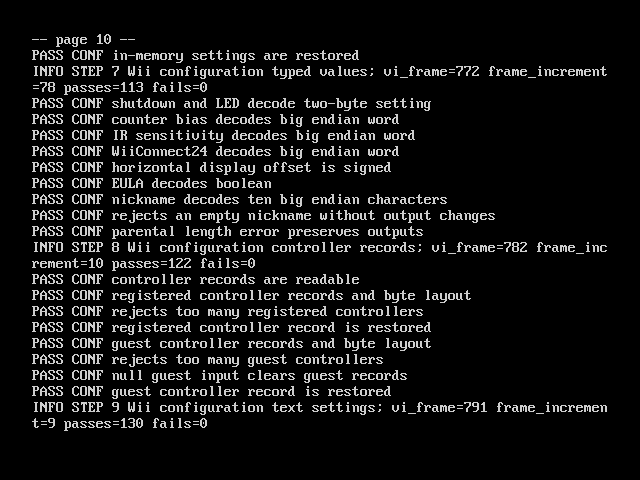 -- page 10 --
PASS CONF in-memory settings are restored
INFO STEP 7 Wii configuration typed values; vi_frame=772 frame_increment
=78 passes=113 fails=0
PASS CONF shutdown and LED decode two-byte setting
PASS CONF counter bias decodes big endian word
PASS CONF IR sensitivity decodes big endian word
PASS CONF WiiConnect24 decodes big endian word
PASS CONF horizontal display offset is signed
PASS CONF EULA decodes boolean
PASS CONF nickname decodes ten big endian characters
PASS CONF rejects an empty nickname without output changes
PASS CONF parental length error preserves outputs
INFO STEP 8 Wii configuration controller records; vi_frame=782 frame_inc
rement=10 passes=122 fails=0
PASS CONF controller records are readable
PASS CONF registered controller records and byte layout
PASS CONF rejects too many registered controllers
PASS CONF registered controller record is restored
PASS CONF guest controller records and byte layout
PASS CONF rejects too many guest controllers
PASS CONF null guest input clears guest records
PASS CONF guest controller record is restored
INFO STEP 9 Wii configuration text settings; vi_frame=791 frame_incremen
t=9 passes=130 fails=0